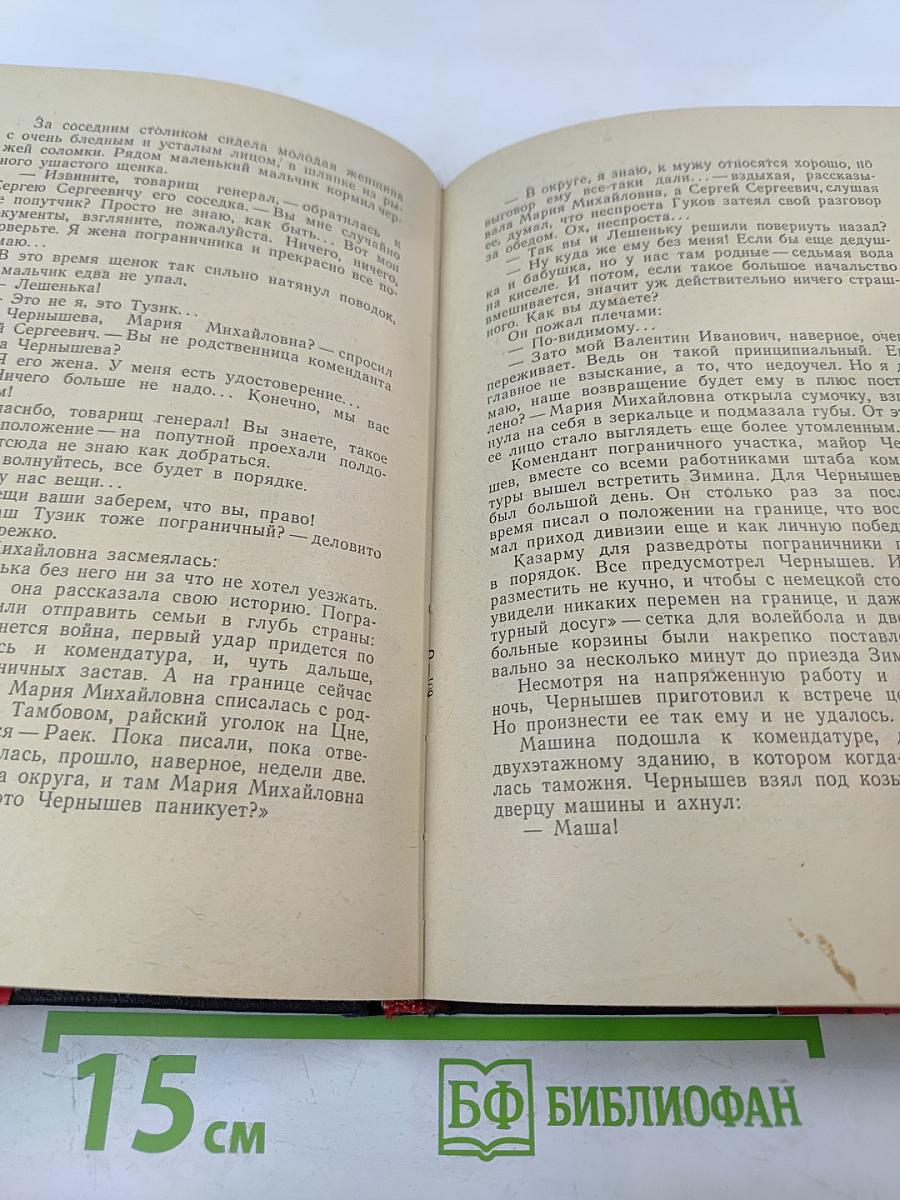 За соседним столиком сидела молодая женщина
с очень бледным и усталым лицом, в шляпке на ры-
жей соломки. Рядом маленький мальчик кормил чер-
ного ушастого щенка.
— Извините, товарищ генерал, — обратилась к
Сергею Сергеевичу его соседка. — Вы мне случайно
не попутчик? Просто не знаю, как быть... Вот мои
документы, взгляните, пожалуйста. Ничего, ничего,
поверьте. Я жена пограничника и прекрасно все по-
маю...
В это время щенок так сильно натянул поводок,
мальчик едва не упал.
— Лешенька!
— Это не я, это Тузик...
Чернышева, Мария Михайловна? — спросил
й Сергеевич. — Вы не родственница коменданта
а Чернышева?
Я его жена. У меня есть удостоверение...
Ничего больше не надо... Конечно, мы вас
м!
пасибо, товарищ генерал! Вы знаете, такое
оположение — на попутной проехали полдо-
тсюда не знаю как добраться.
волнуйтесь, все будет в порядке.
у нас вещи...
ещи ваши заберем, что вы, право!
аш Тузик тоже пограничный? — деловито
ережко.
Михайловна засмеялась:
ька без него ни за что не хотел уезжать.
она рассказала свою историю. Погра-
или отправить семьи в глубь страны:
нется война, первый удар придется по
сь и комендатура, и, чуть дальше,
ничных застав. А на границе сейчас
Мария Михайловна списалась с род-
Тамбовом, райский уголок на Цне,
ся — Раек. Пока писали, пока отве-
лась, прошло, наверное, недели две.
а округа, и там Мария Михайловна
это Чернышев паникует?»
— В округе, я знаю, к мужу относятся хорошо, но
выговор ему все-таки дали... — вздыхая, рассказы-
вала Мария Михайловна, а Сергей Сергеевич, слушая
ее, думал, что неспроста Гуков затеял свой разговор
за обедом. Ох, неспроста...
— Так вы и Лешеньку решили повернуть назад?
— Ну куда же ему без меня! Если бы еще дедуш-
ка и бабушка, но у нас там родные — седьмая вода
на киселе. И потом, если такое большое начальство
вмешивается, значит уж действительно ничего страш-
ного. Как вы думаете?
Он пожал плечами:
— По-видимому...
— Зато мой Валентин Иванович, наверное, очен
переживает. Ведь он такой принципиальный. Ем
главное не взыскание, а то, что недоучел. Но я д
маю, наше возвращение будет ему в плюс пост
лено? — Мария Михайловна открыла сумочку, взг
нула на себя в зеркальце и подмазала губы. От эт
ее лицо стало выглядеть еще более утомленным.
Комендант пограничного участка, майор Че
шев, вместе со всеми работниками штаба ком
туры вышел встретить Зимина. Для Чернышев
был большой день. Он столько раз за посл
время писал о положении на границе, что вос
мал приход дивизии еще и как личную победу
Казарму для разведроты пограничники п
в порядок. Все предусмотрел Чернышев. И
разместить не кучно, и чтобы с немецкой сто
увидели никаких перемен на границе, и даж
турный досуг» — сетка для волейбола и две
больные корзины были накрепко поставле
вально за несколько минут до приезда Зим
Несмотря на напряженную работу и
ночь, Чернышев приготовил к встрече це
Но произнести ее так ему и не удалось.
Машина подошла к комендатуре, д
двухэтажному зданию, в котором когда-
лась таможня. Чернышев взял под козы
дверцу машины и ахнул:
— Маша!
15 см
БФ БИБЛИОФАН